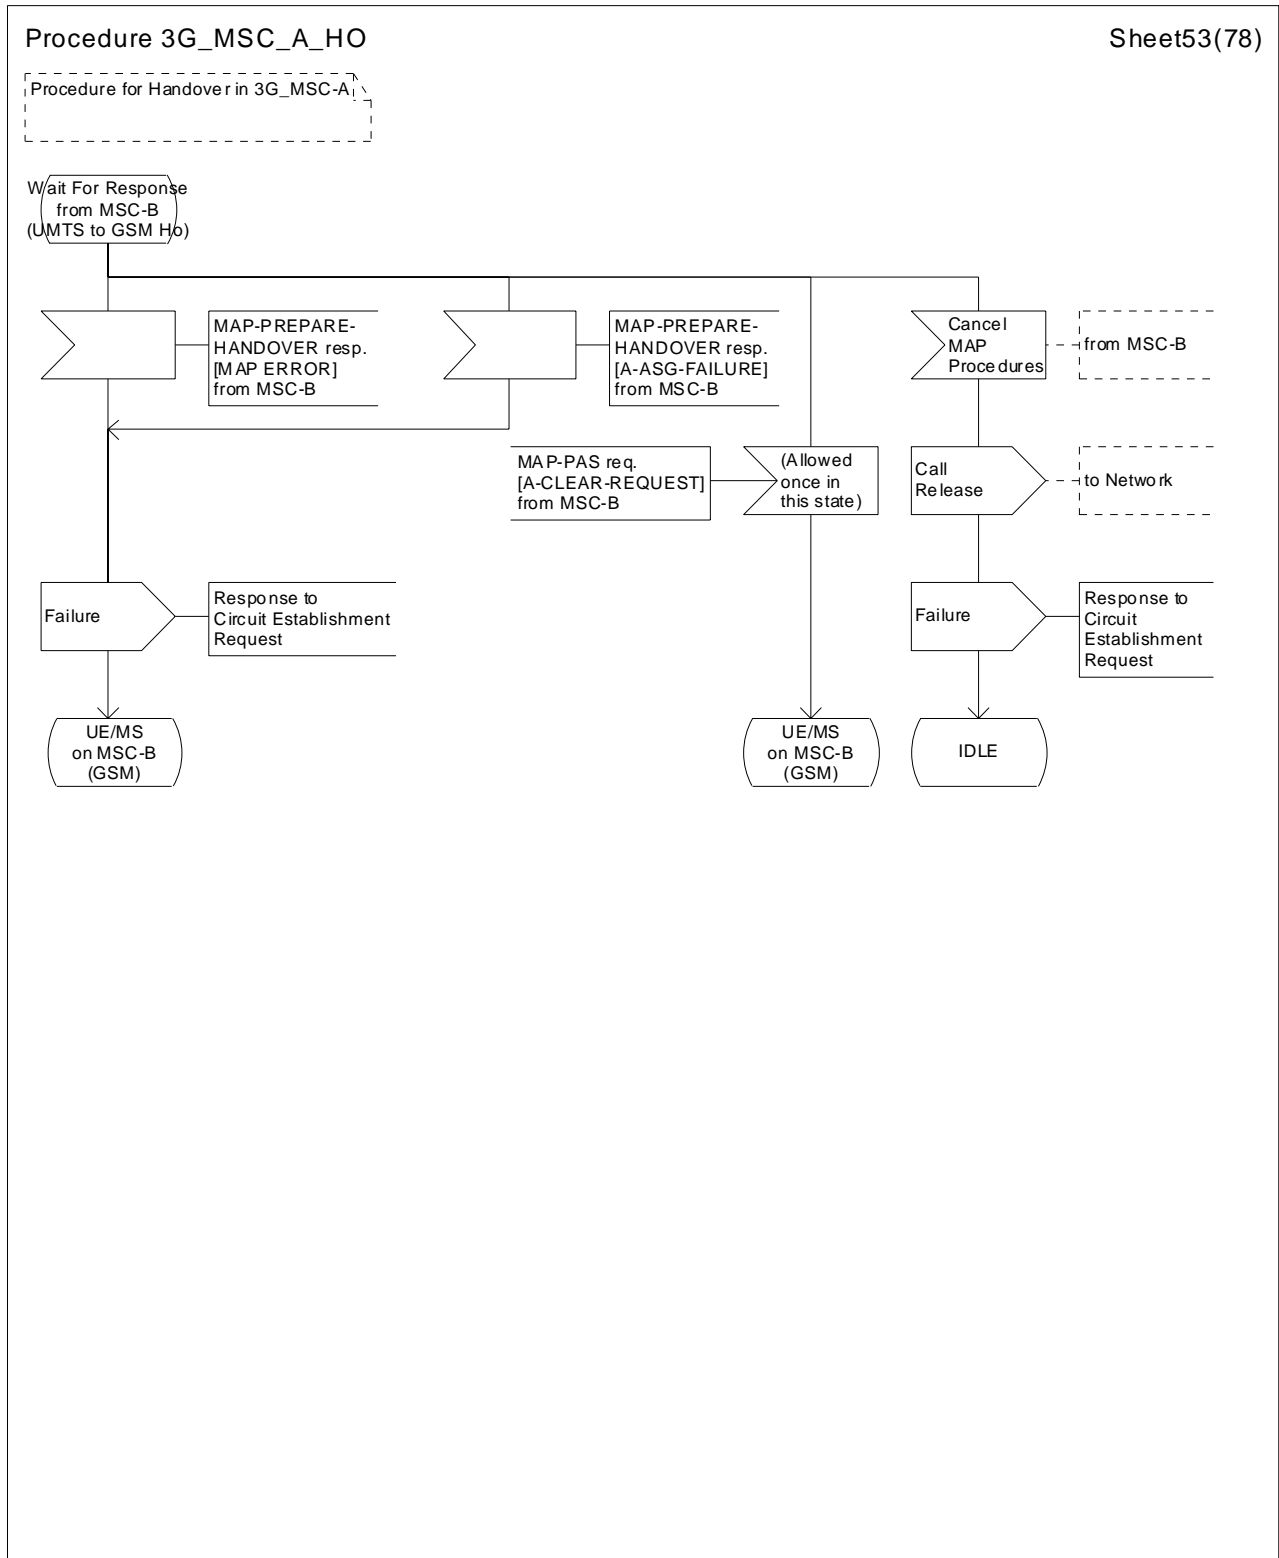 Procedure 3G_MSC_A_HO
Sheet53(78)
Procedure for Handover in 3G_MSC-A
Wait For Response
from MSC-B
(UMTS to GSM Ho)
MAP-PREPARE-
HANDOVER resp.
[MAP ERROR]
from MSC-B
MAP-PREPARE-
HANDOVER resp.
[A-ASG-FAILURE]
from MSC-B
Cancel
MAP
Procedures
from MSC-B
MAP-PAS req.
[A-CLEAR-REQUEST]
from MSC-B
(Allowed
once in
this state)
Call
Release
to Network
Failure
Response to
Circuit Establishment
Request
Failure
Response to
Circuit
Establishment
Request
UE/MS
on MSC-B
(GSM)
UE/MS
on MSC-B
(GSM)
IDLE